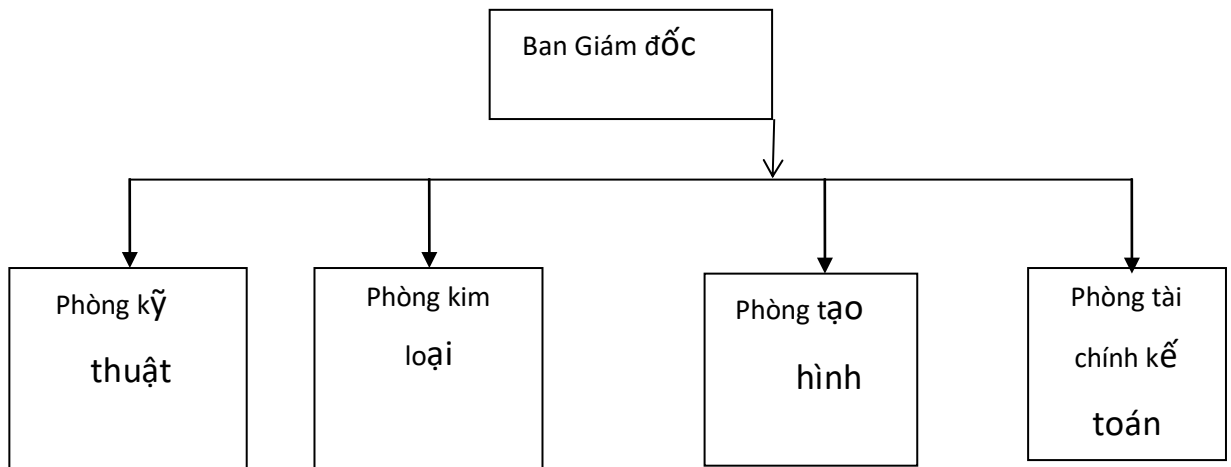 Ban Giám đốc
Phòng kỹ
thuật
Phòng kim
loại
Phòng tạo
hình
Phòng tài
chính kế
toán